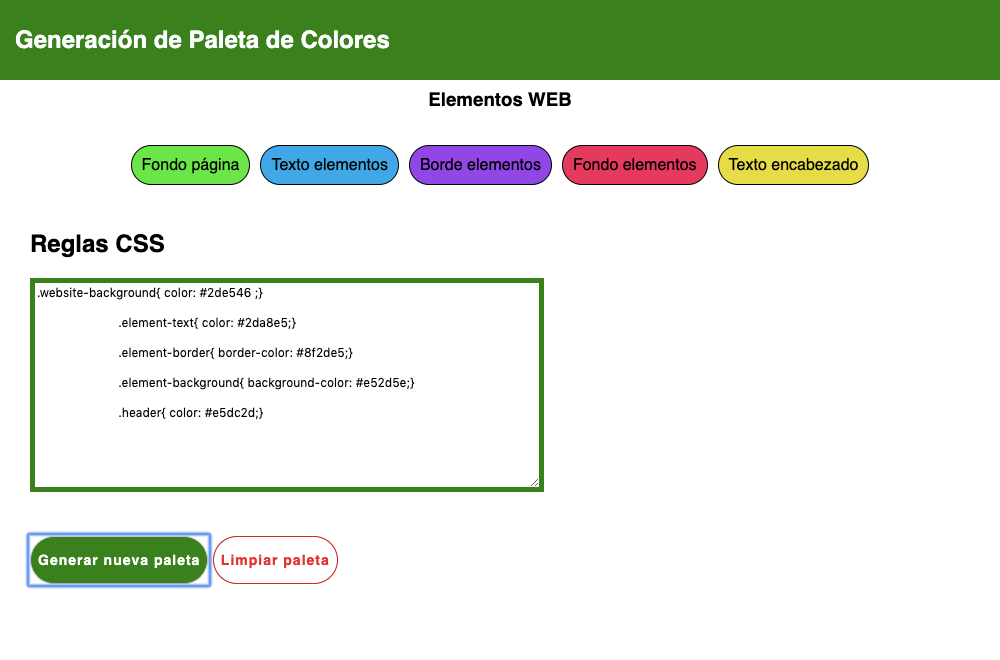 Generación de Paleta de Colores
Elementos WEB
Fondo página Texto elementos Borde elementos Fondo elementos Texto encabezado
Reglas CSS
.website-background{ color: #2de546 ;}
.element-text{ color: #2da8e5;}
.element-border{ border-color: #8f2de5;}
.element-background{ background-color: #e52d5e;}
.header{ color: #e5dc2d;}
Generar nueva paleta Limpiar paleta